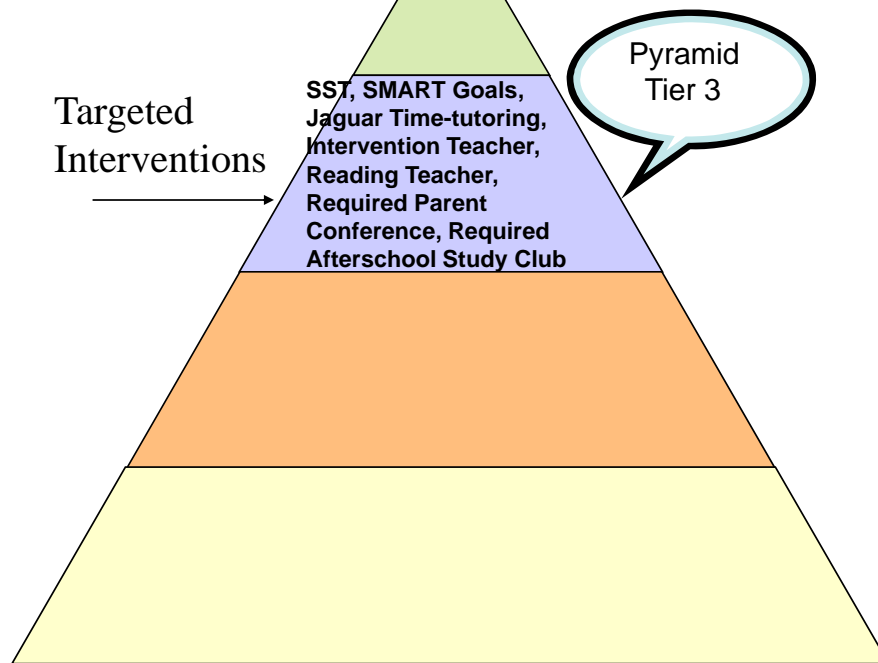 Targeted
Interventions
SST, SMART Goals,
Jaguar Time-tutoring,
Intervention Teacher,
Reading Teacher,
Required Parent
Conference, Required
Afterschool Study Club
Pyramid
Tier 3